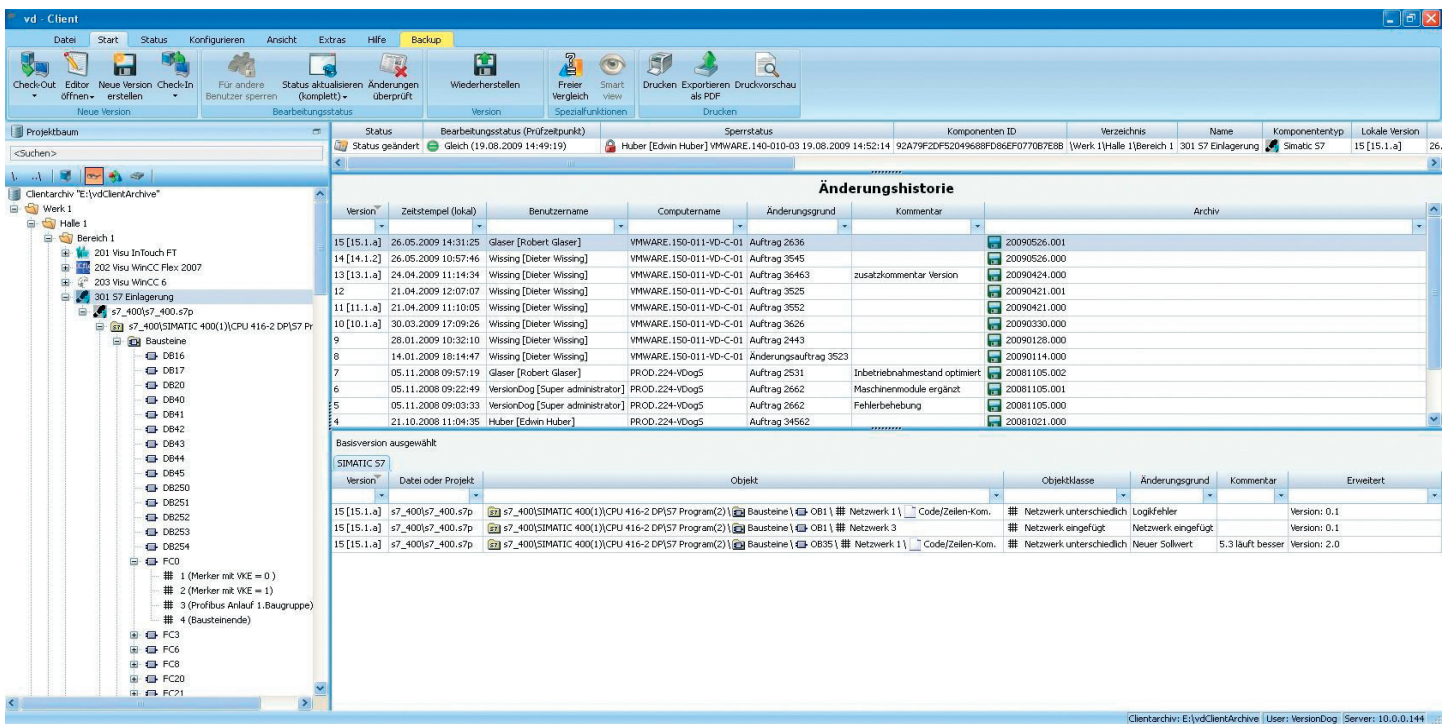 vd - Client
Datei Start Status Konfigurieren Ansicht Extras Hilfe Backup
Check-Out Editor öffnen Neue Version erstellen Check-In Für andere Benutzer sperren Status aktualisieren (komplett) Änderungen überprüft Wiederherstellen Freier Vergleich Smart view Drucken Exportieren als PDF Druckvorschau
Neue Version Bearbeitungsstatus Version Spezialfunktionen Drucken
Projektbaum
<Suchen>
\. ..\
Clientarchiv "E:\vdClientArchive"
Werk 1
Halle 1
Bereich 1
201 Visu InTouch FT
202 Visu WinCC Flex 2007
203 Visu WinCC 6
301 S7 Einlagerung
s7_400\s7_400.s7p
s7_400\SIMATIC 400(1)\CPU 416-2 DP\S7 Pr
Bausteine
DB16
DB17
DB20
DB40
DB41
DB42
DB43
DB44
DB45
DB250
DB251
DB252
DB253
DB254
FC0
1 (Merker mit VKE = 0 )
2 (Merker mit VKE = 1)
3 (Profibus Anlauf 1.Baugruppe)
4 (Bausteinende)
FC3
FC6
FC8
FC20
FC21
Status Bearbeitungsstatus (Prüfzeitpunkt) Sperrstatus Komponenten ID Verzeichnis Name Komponententyp Lokale Version
Status geändert Gleich (19.08.2009 14:49:19) Huber [Edwin Huber] VMWARE.140-010-03 19.08.2009 14:52:14 92A79F2DF52049688FD86EF0770B7E8B \Werk 1\Halle 1\Bereich 1 301 S7 Einlagerung Simatic S7 15 [15.1.a] 26.
Änderungshistorie
Version Zeitstempel (lokal) Benutzername Computername Änderungsgrund Kommentar Archiv
15 [15.1.a] 26.05.2009 14:31:25 Glaser [Robert Glaser] VMWARE.150-011-VD-C-01 Auftrag 2636 20090526.001
14 [14.1.2] 26.05.2009 10:57:46 Wissing [Dieter Wissing] VMWARE.150-011-VD-C-01 Auftrag 3545 20090526.000
13 [13.1.a] 24.04.2009 11:14:34 Wissing [Dieter Wissing] VMWARE.150-011-VD-C-01 Auftrag 36463 zusatzkommentar Version 20090424.000
12 21.04.2009 12:07:07 Wissing [Dieter Wissing] VMWARE.150-011-VD-C-01 Auftrag 3525 20090421.001
11 [11.1.a] 21.04.2009 11:10:05 Wissing [Dieter Wissing] VMWARE.150-011-VD-C-01 Auftrag 3552 20090421.000
10 [10.1.a] 30.03.2009 17:09:26 Wissing [Dieter Wissing] VMWARE.150-011-VD-C-01 Auftrag 3626 20090330.000
9 28.01.2009 10:32:10 Wissing [Dieter Wissing] VMWARE.150-011-VD-C-01 Auftrag 2443 20090128.000
8 14.01.2009 18:14:47 Wissing [Dieter Wissing] VMWARE.150-011-VD-C-01 Änderungsauftrag 3523 20090114.000
7 05.11.2008 09:57:19 Glaser [Robert Glaser] PROD.224-VDog5 Auftrag 2531 Inbetriebnahmestand optimiert 20081105.002
6 05.11.2008 09:22:49 VersionDog [Super administrator] PROD.224-VDog5 Auftrag 2662 Maschinenmodule ergänzt 20081105.001
5 05.11.2008 09:03:33 VersionDog [Super administrator] PROD.224-VDog5 Auftrag 2662 Fehlerbehebung 20081105.000
4 21.10.2008 11:04:35 Huber [Edwin Huber] PROD.224-VDog5 Auftrag 34562 20081021.000
Basisversion ausgewählt
SIMATIC S7
Version Datei oder Projekt Objekt Objektklasse Änderungsgrund Kommentar Erweitert
15 [15.1.a] s7_400\s7_400.s7p s7_400\SIMATIC 400(1)\CPU 416-2 DP\S7 Program(2) \ Bausteine \ OB1 \ Netzwerk 1 \ Code/Zeilen-Kom. Netzwerk unterschiedlich Logikfehler Version: 0.1
15 [15.1.a] s7_400\s7_400.s7p s7_400\SIMATIC 400(1)\CPU 416-2 DP\S7 Program(2) \ Bausteine \ OB1 \ Netzwerk 3 Netzwerk eingefügt Netzwerk eingefügt Version: 0.1
15 [15.1.a] s7_400\s7_400.s7p s7_400\SIMATIC 400(1)\CPU 416-2 DP\S7 Program(2) \ Bausteine \ OB35 \ Netzwerk 1 \ Code/Zeilen-Kom. Netzwerk unterschiedlich Neuer Sollwert 5.3 läuft besser Version: 2.0
Clientarchiv: E:\vdClientArchive User: VersionDog Server: 10.0.0.144